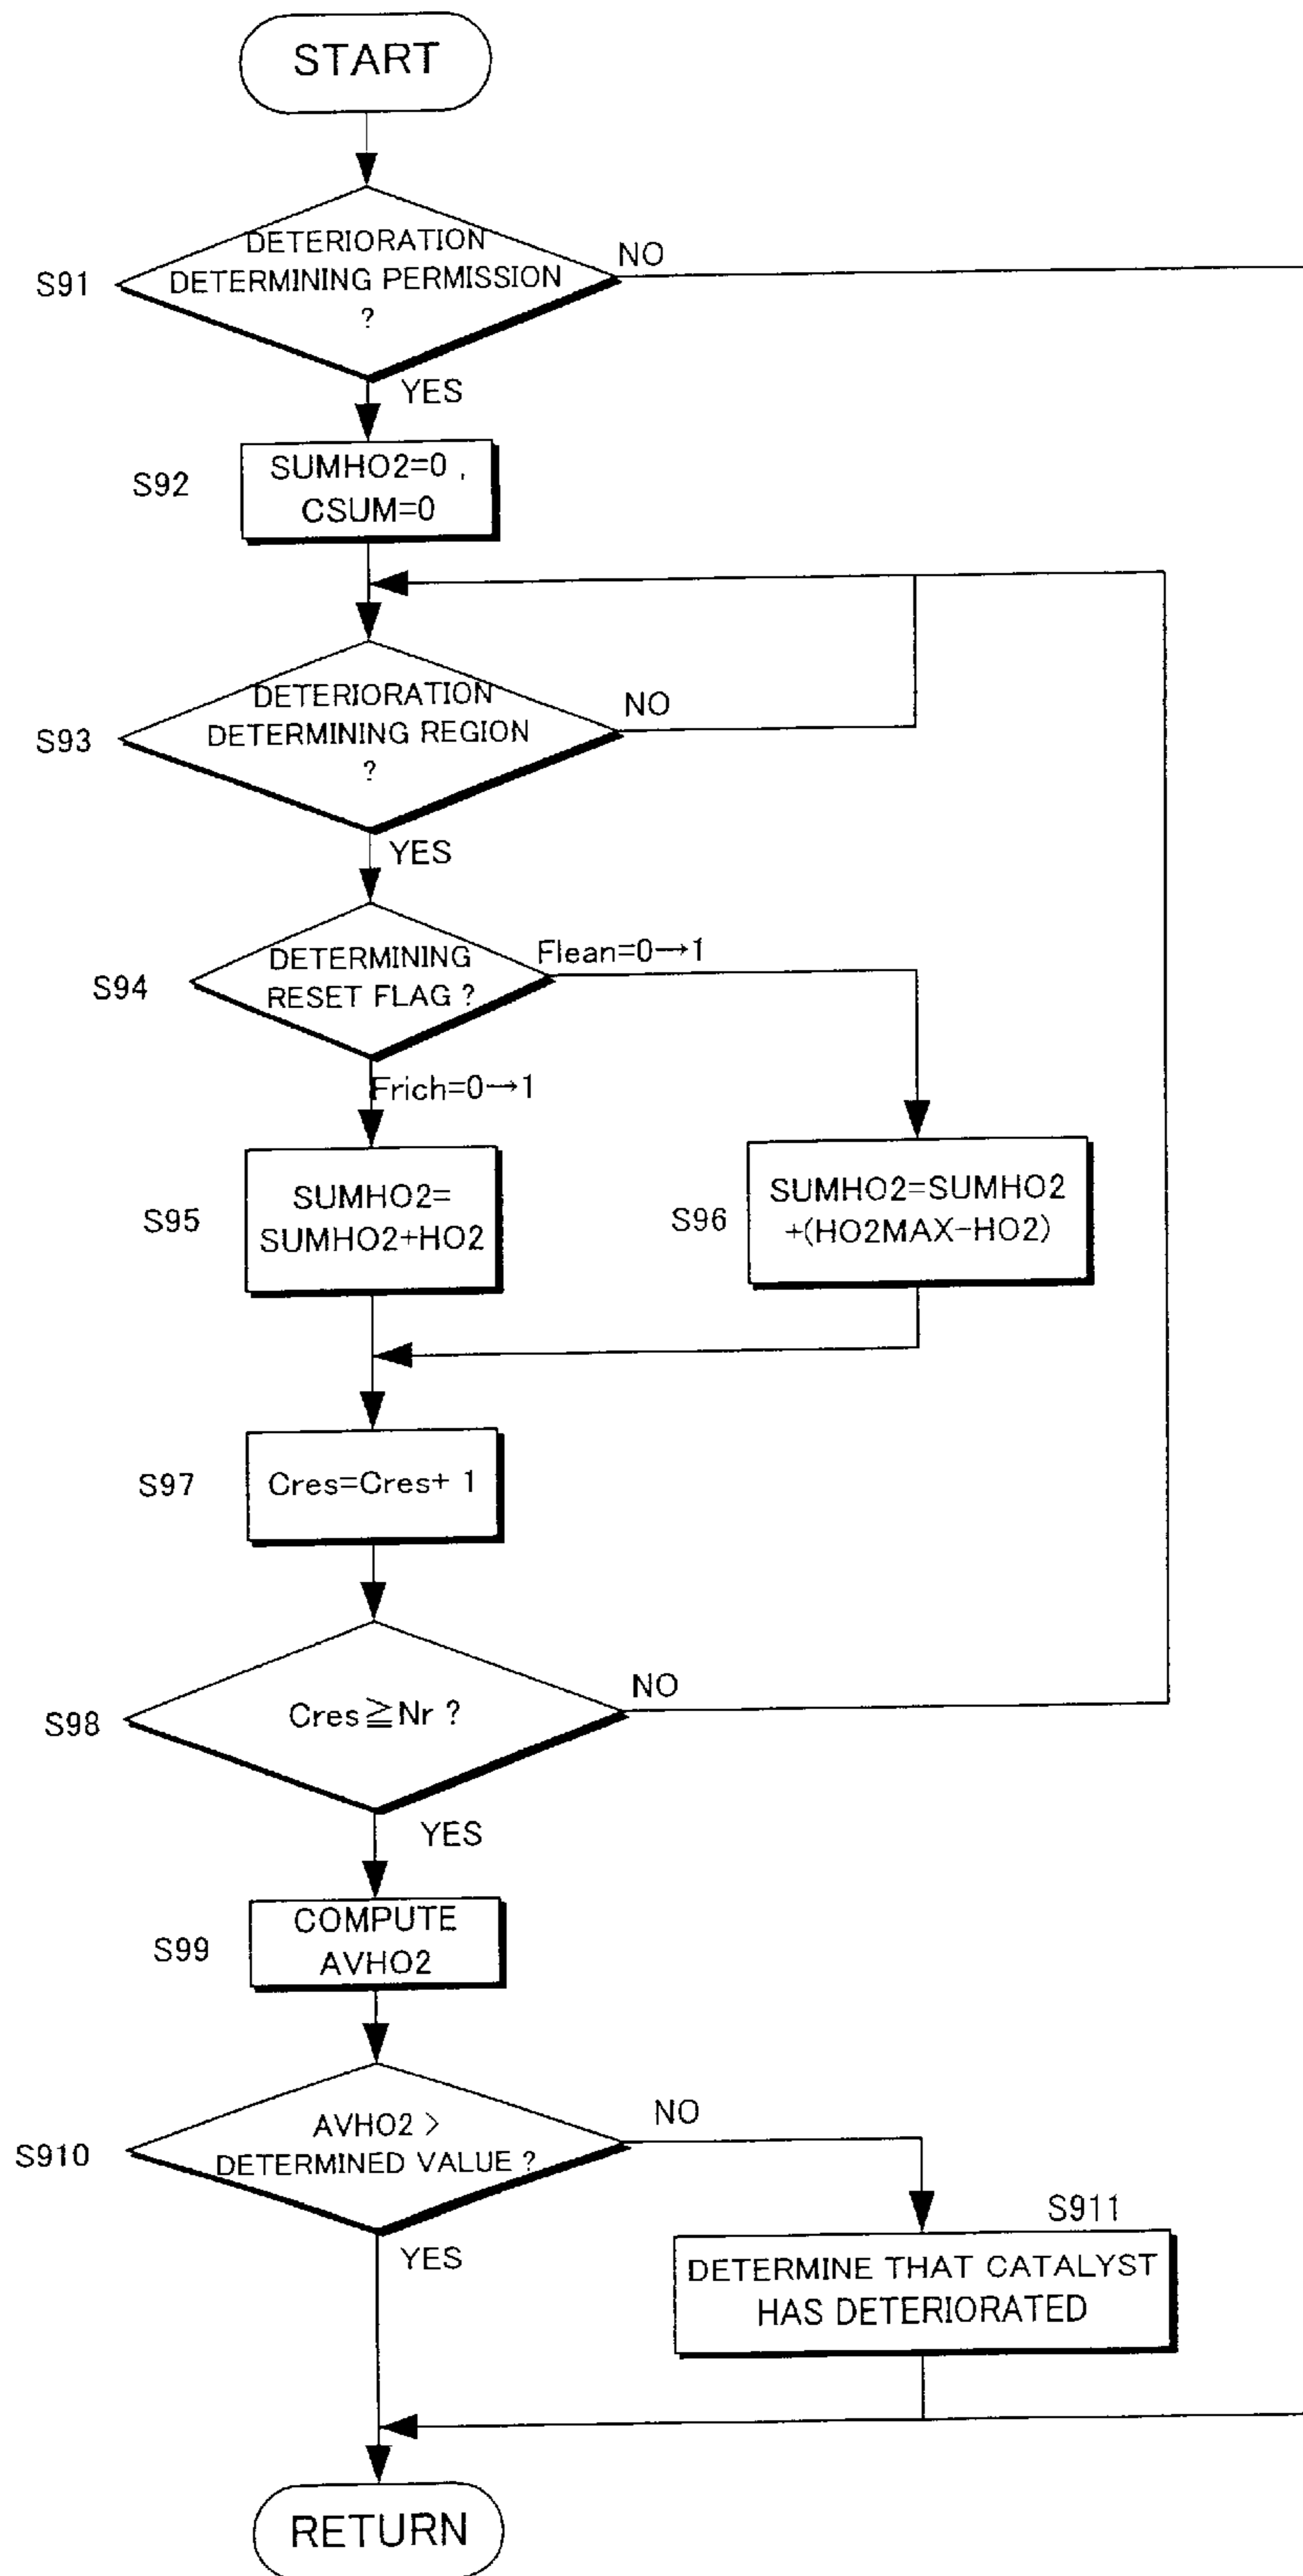 START
DETERIORATION
DETERMINING PERMISSION
?
NO
S91
YES
SUMHO2=0 ,
CSUM=0
S92
DETERIORATION
DETERMINING REGION
?
NO
S93
YES
DETERMINING
RESET FLAG ?
Flean=0→1
S94
Frich=0→1
SUMHO2=
SUMHO2+HO2
S95
SUMHO2=SUMHO2
+(HO2MAX-HO2)
S96
Cres=Cres+ 1
S97
Cres≧Nr ?
NO
S98
YES
COMPUTE
AVHO2
S99
AVHO2 >
DETERMINED VALUE ?
NO
S910
YES
S911
DETERMINE THAT CATALYST
HAS DETERIORATED
RETURN